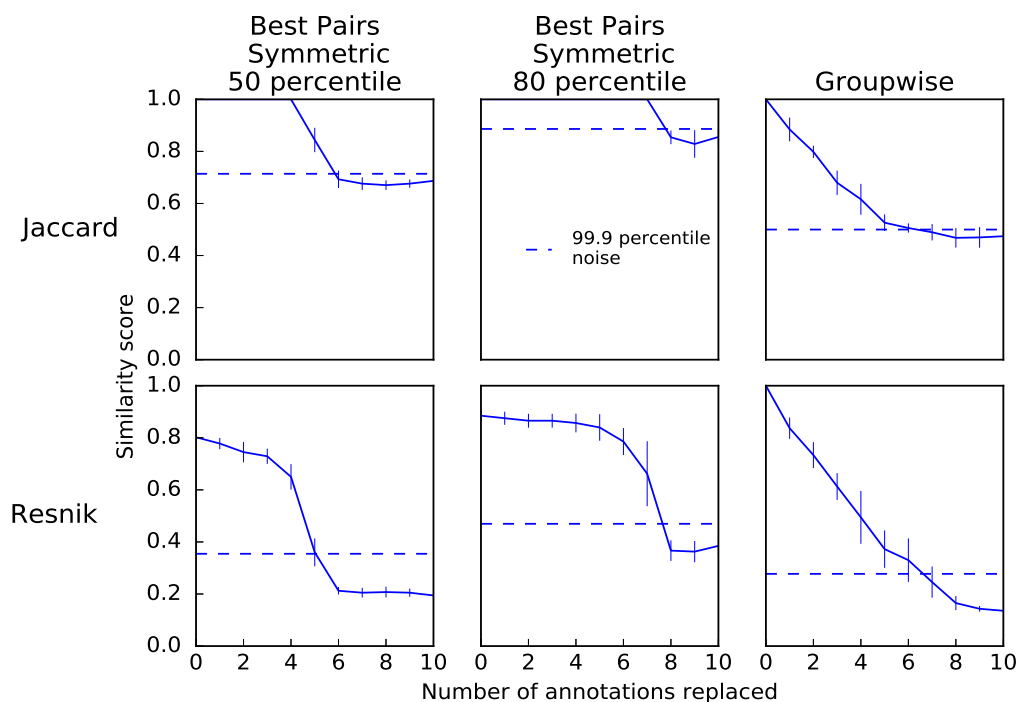 Best Pairs
Symmetric
50 percentile
Best Pairs
Symmetric
80 percentile
Groupwise
Jaccard
Resnik
Similarity score
1.0
0.8
0.6
0.4
0.2
0.0
99.9 percentile
noise
1.0
0.8
0.6
0.4
0.2
0.0
0 2 4 6 8 10
0 2 4 6 8 10
0 2 4 6 8 10
Number of annotations replaced